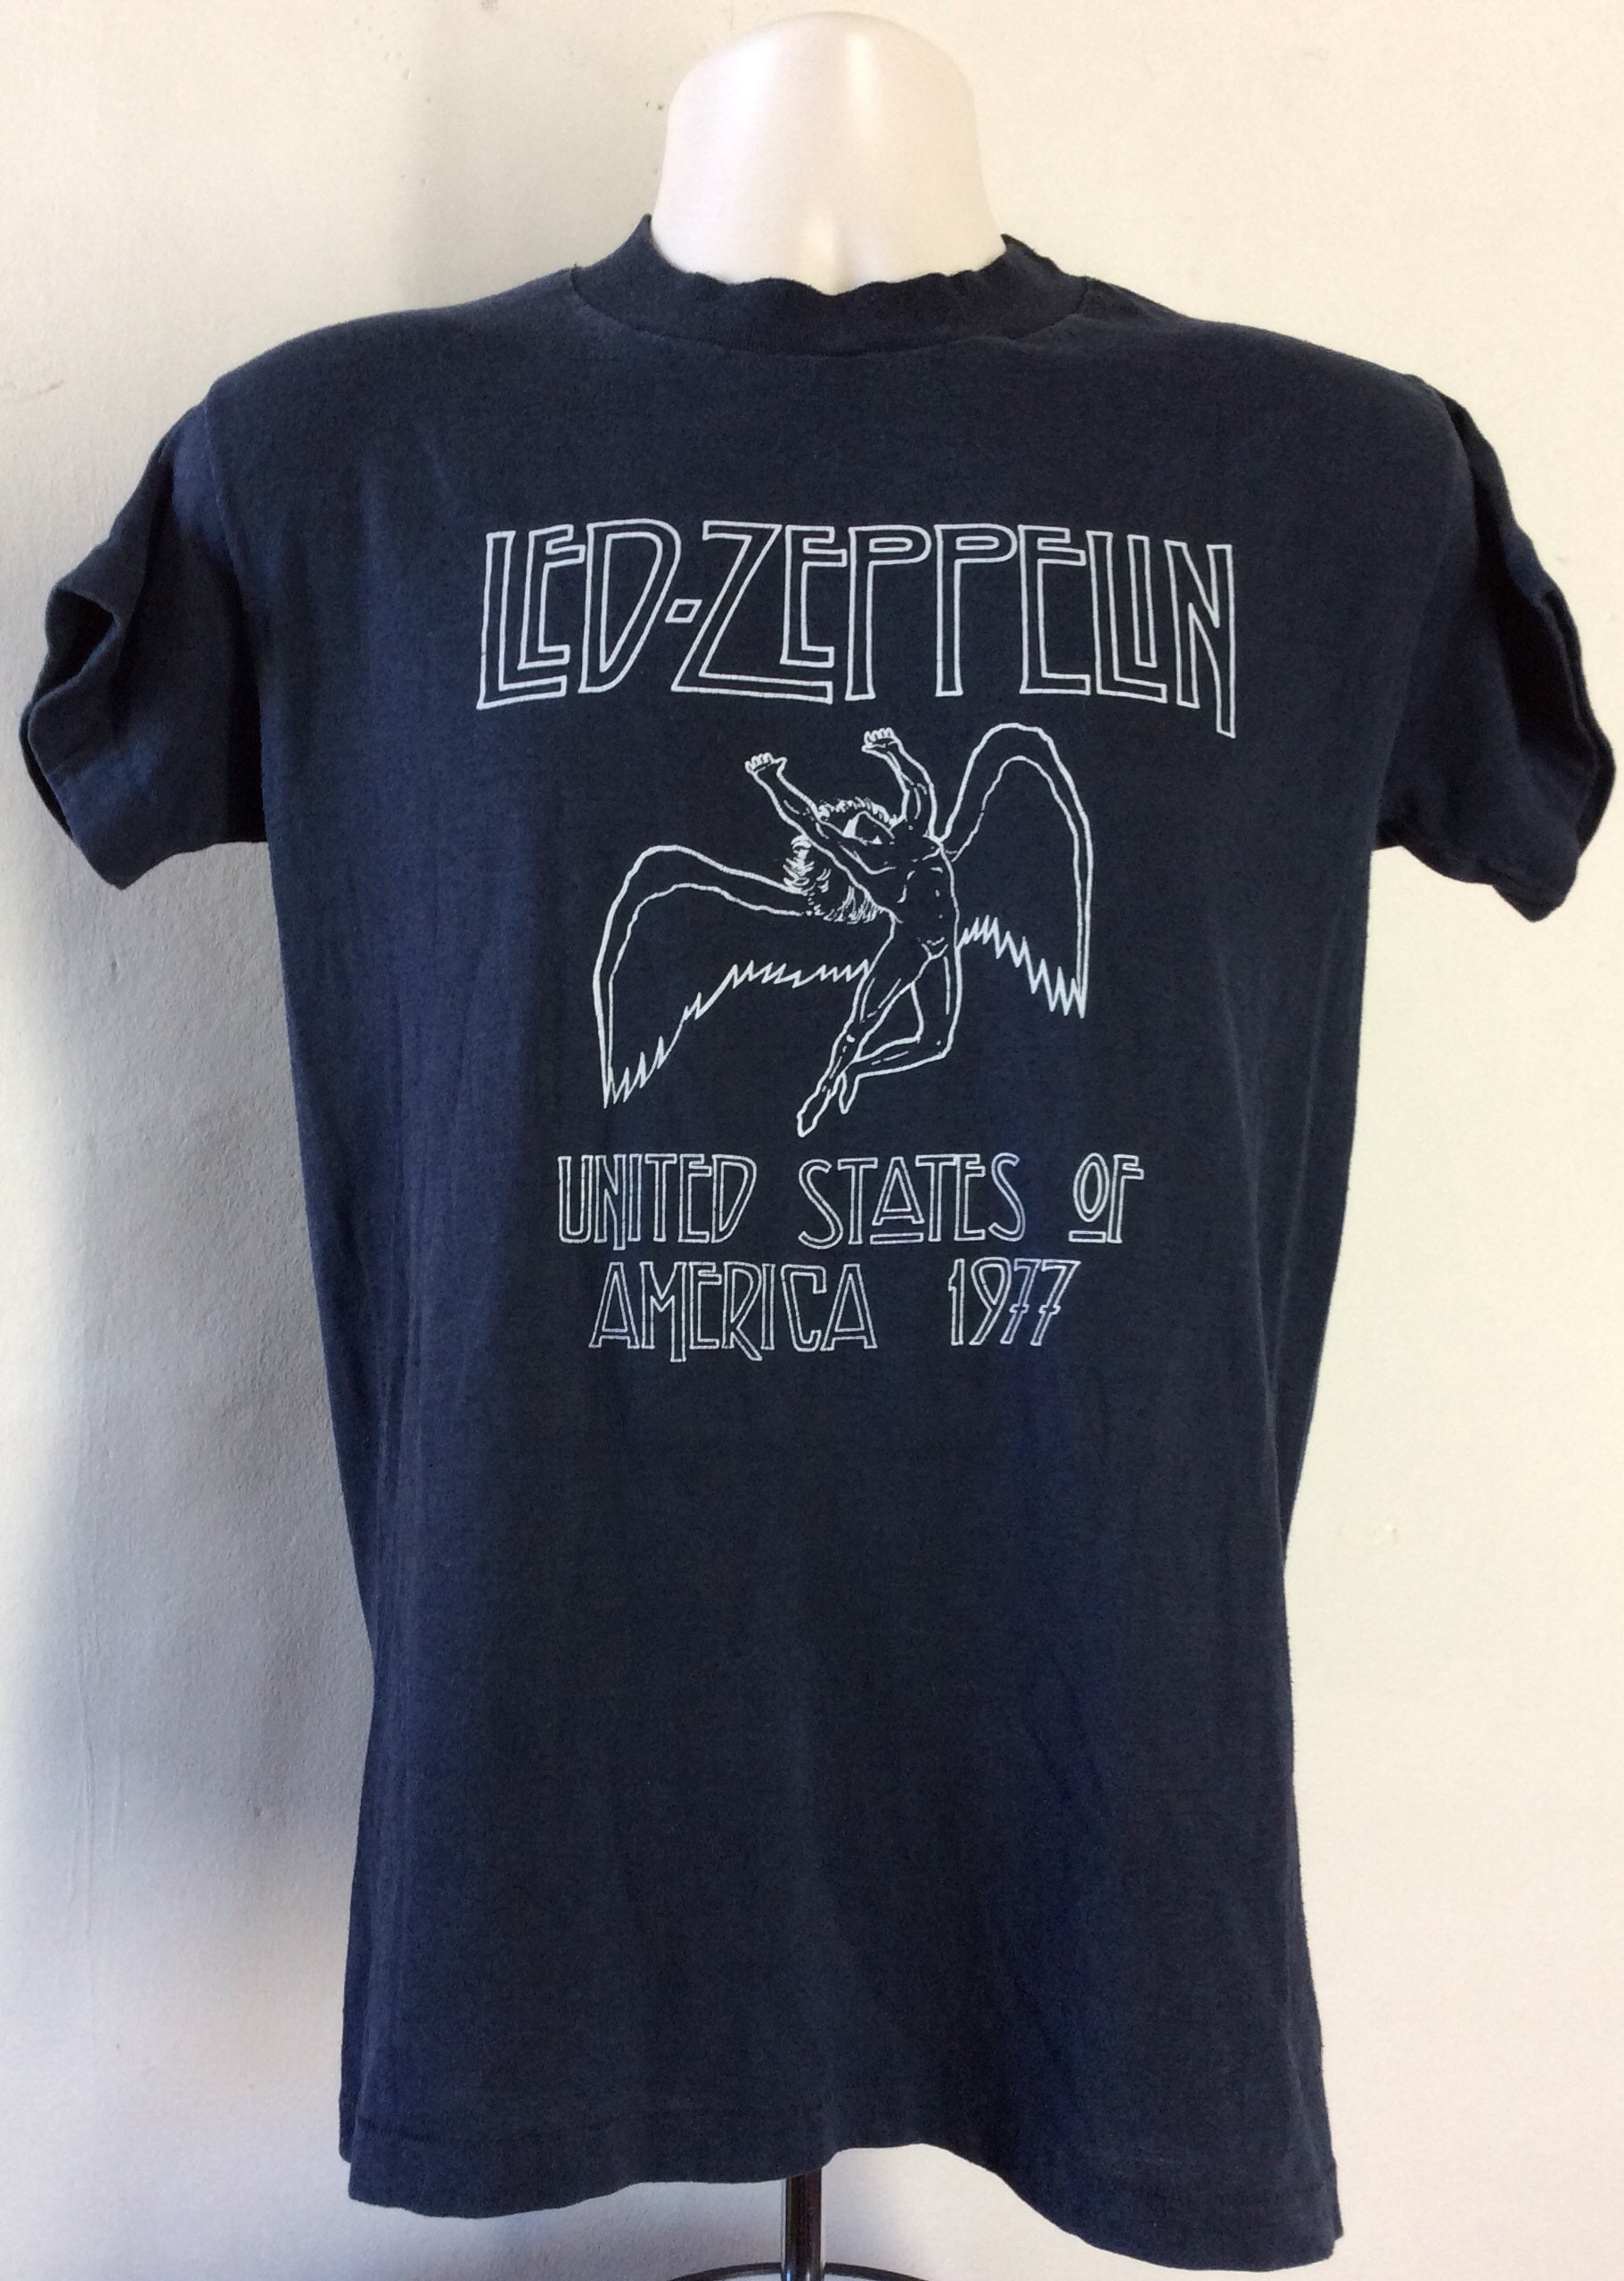 LED-ZEPPELIN
UNITED STATES OF
AMERICA 1977